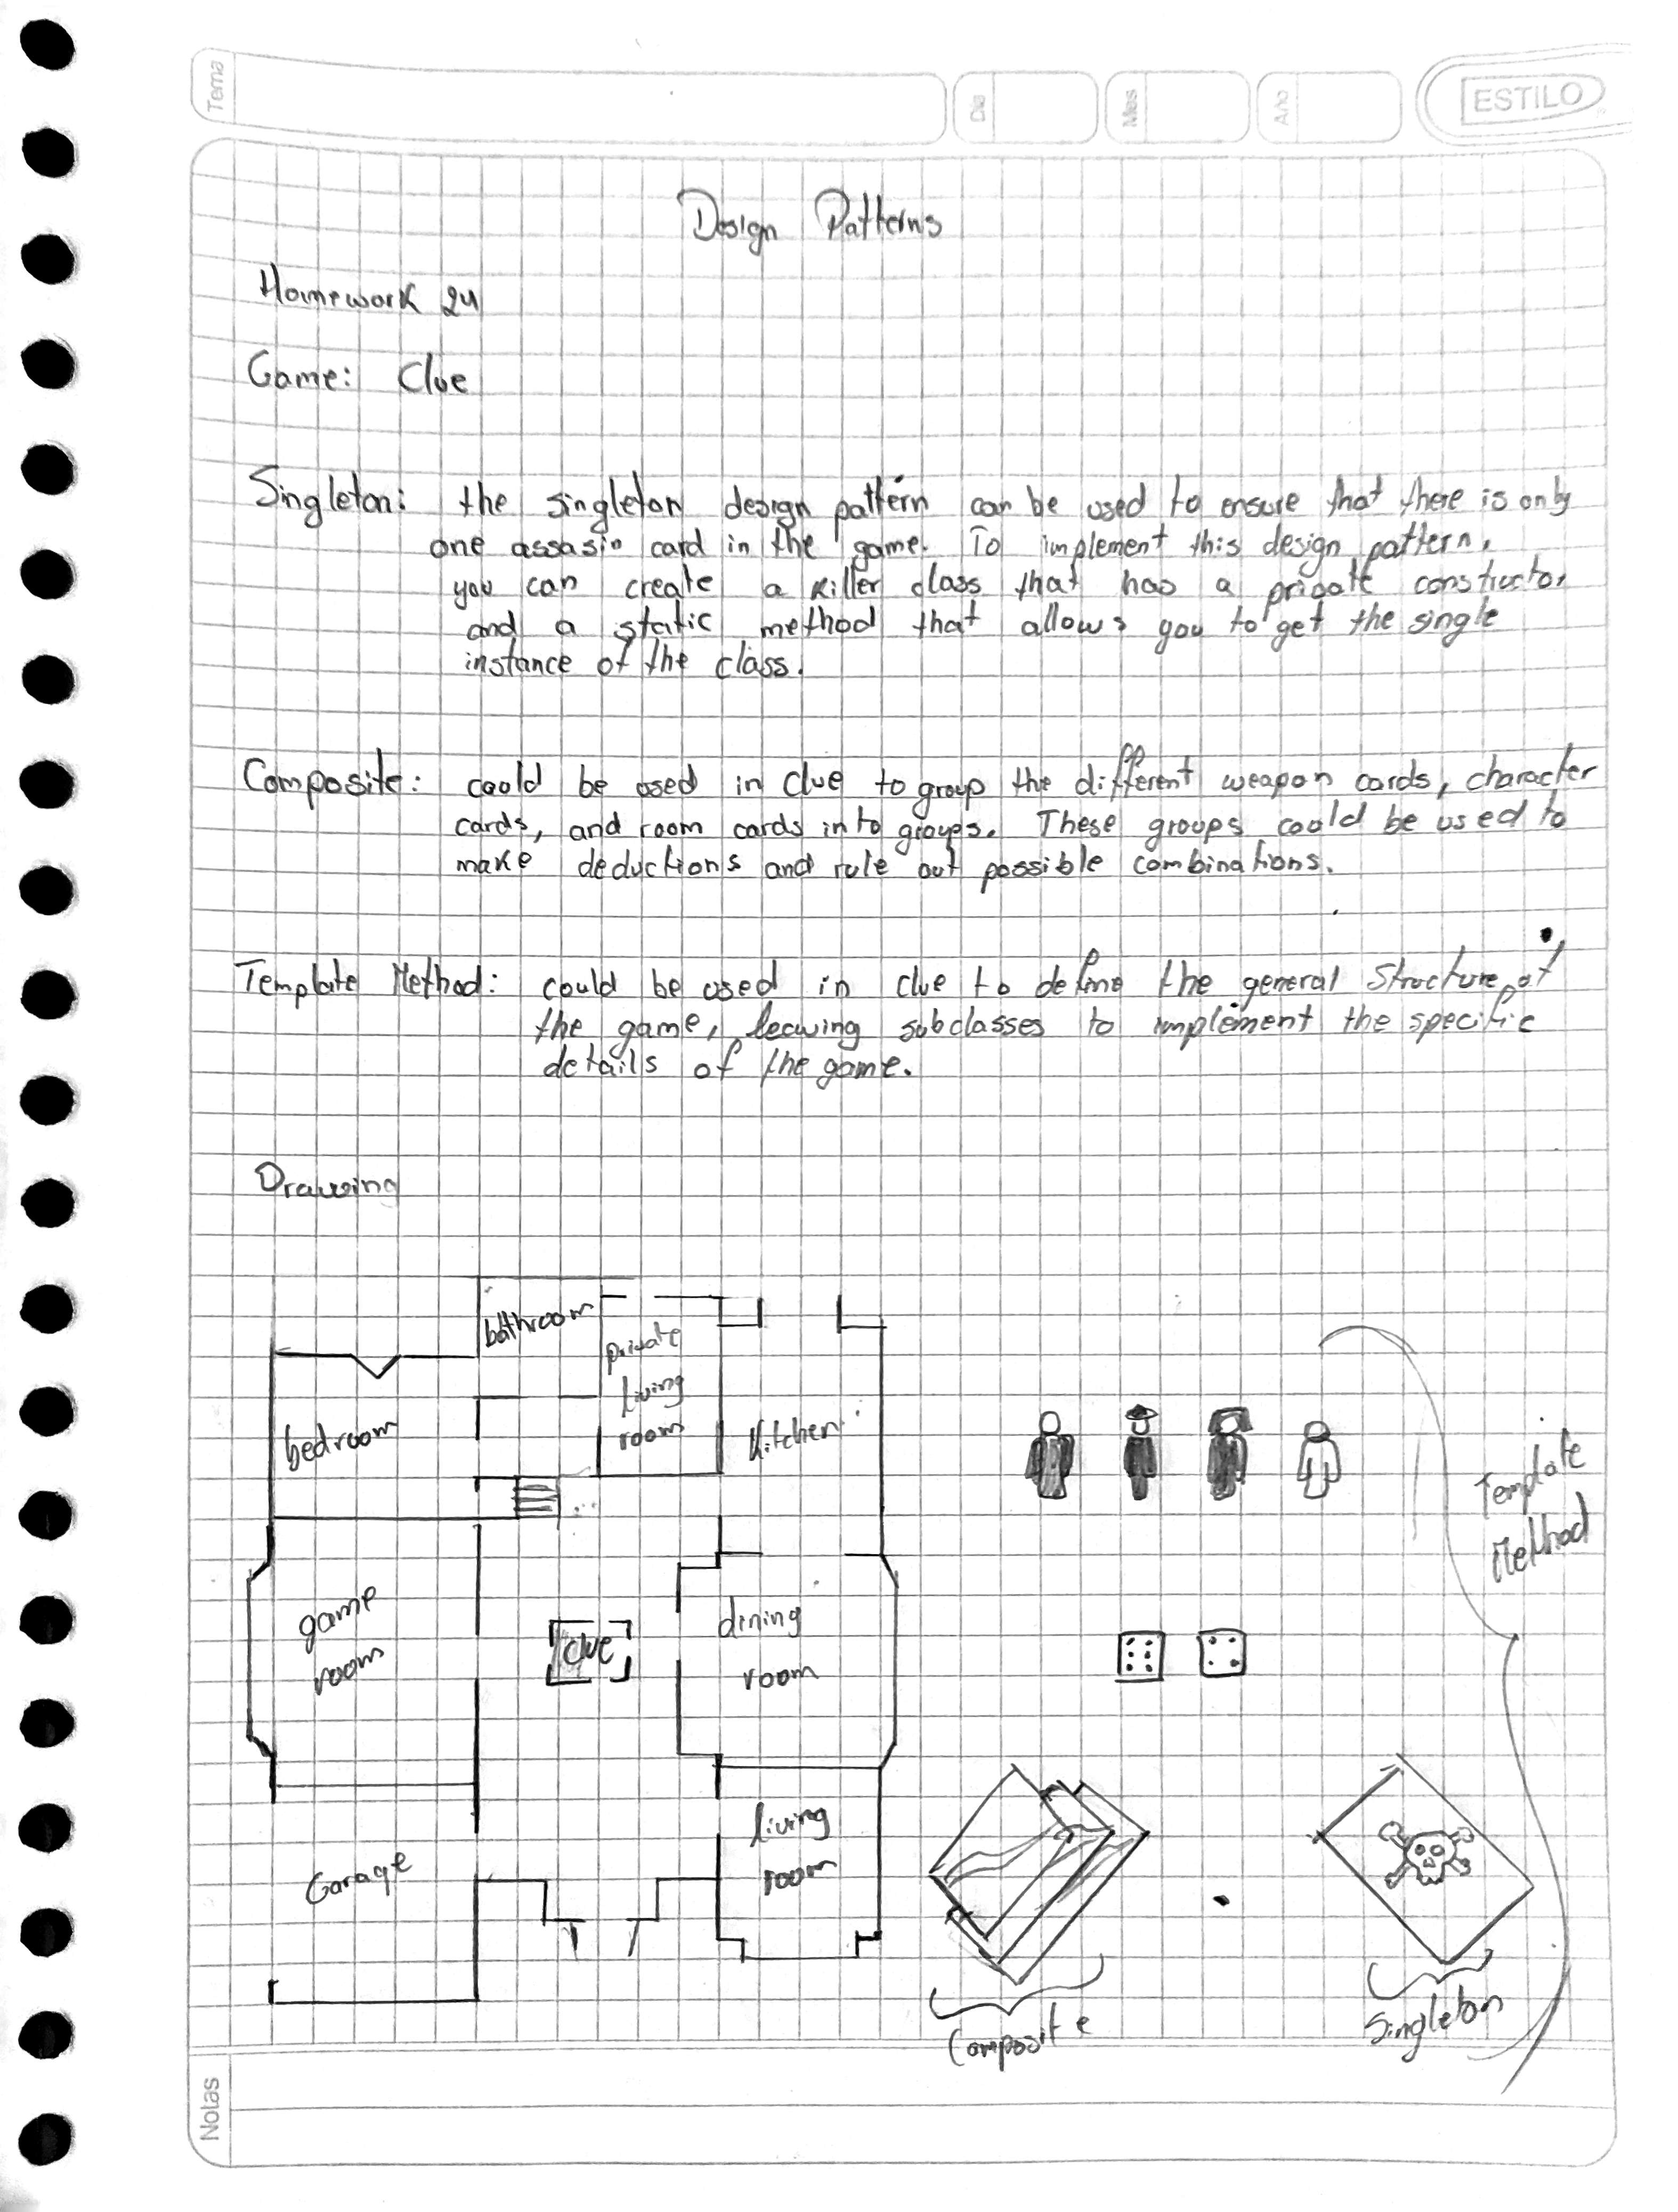 Tema
Dia
Mes
Año
ESTILO
Design Patterns
Homework 24
Game: Clue
Singleton: the singleton design pattern can be used to ensure that there is only
one assasin card in the game. To implement this design pattern,
you can create a killer class that has a private constructor
and a static method that allows you to get the single
instance of the class.
Composite: could be used in clue to group the different weapon cards, character
cards, and room cards into groups. These groups could be used to
make deductions and rule out possible combinations.
Template Method: could be used in clue to define the general structure of
the game, leaving subclasses to implement the specific
details of the game.
Drawing
bathroom
private
living
room
kitchen
bedroom
Template
Method
game
room
clue
dining
room
living
room
Garage
Composite
Singleton
Notas